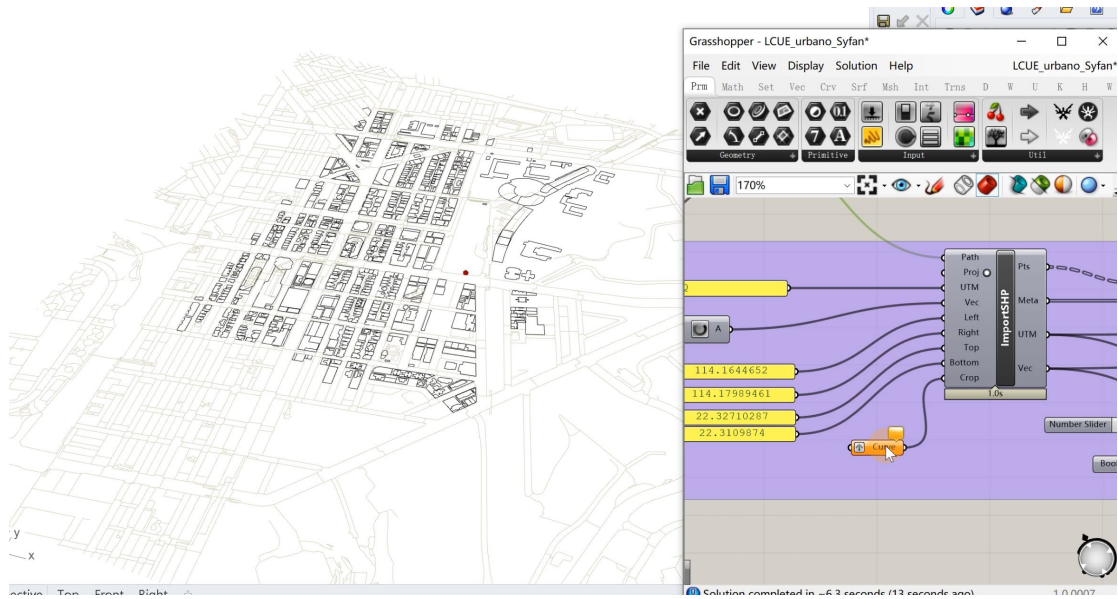 Grasshopper - LCUE_urbano_Syfan*
File Edit View Display Solution Help LCUE_urbano_Syfan*
Prm Math Set Vec Crv Srf Msh Int Trns D W U K H W
Geometry Primitive Input Util
170%
Path
Proj
UTM
Vec
Left
Right
Top
Bottom
Crop
ImportSHP
Pts
Meta
UTM
Vec
1.0s
A
114.1644652
114.17989461
22.32710287
22.3109874
Curve
Number Slider
Boo
y
x
ective Top Front Right
Solution completed in ~6.3 seconds (13 seconds ago) 1.0.0007